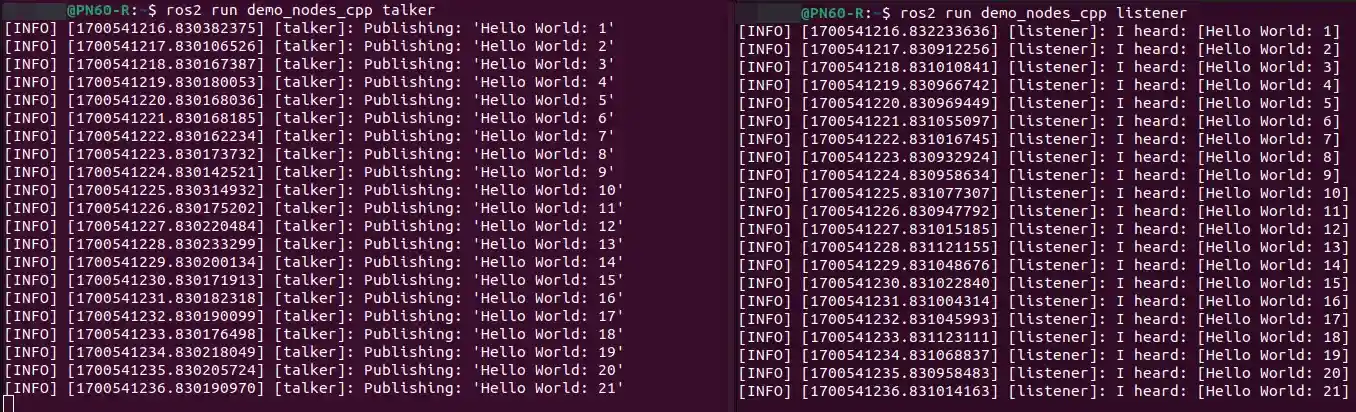 @PN60-R:~$ ros2 run demo_nodes_cpp talker
[INFO] [1700541216.830382375] [talker]: Publishing: 'Hello World: 1'
[INFO] [1700541217.830106526] [talker]: Publishing: 'Hello World: 2'
[INFO] [1700541218.830167387] [talker]: Publishing: 'Hello World: 3'
[INFO] [1700541219.830180053] [talker]: Publishing: 'Hello World: 4'
[INFO] [1700541220.830168036] [talker]: Publishing: 'Hello World: 5'
[INFO] [1700541221.830168185] [talker]: Publishing: 'Hello World: 6'
[INFO] [1700541222.830162234] [talker]: Publishing: 'Hello World: 7'
[INFO] [1700541223.830173732] [talker]: Publishing: 'Hello World: 8'
[INFO] [1700541224.830142521] [talker]: Publishing: 'Hello World: 9'
[INFO] [1700541225.830314932] [talker]: Publishing: 'Hello World: 10'
[INFO] [1700541226.830175202] [talker]: Publishing: 'Hello World: 11'
[INFO] [1700541227.830220484] [talker]: Publishing: 'Hello World: 12'
[INFO] [1700541228.830233299] [talker]: Publishing: 'Hello World: 13'
[INFO] [1700541229.830200134] [talker]: Publishing: 'Hello World: 14'
[INFO] [1700541230.830171913] [talker]: Publishing: 'Hello World: 15'
[INFO] [1700541231.830182318] [talker]: Publishing: 'Hello World: 16'
[INFO] [1700541232.830190099] [talker]: Publishing: 'Hello World: 17'
[INFO] [1700541233.830176498] [talker]: Publishing: 'Hello World: 18'
[INFO] [1700541234.830218049] [talker]: Publishing: 'Hello World: 19'
[INFO] [1700541235.830205724] [talker]: Publishing: 'Hello World: 20'
[INFO] [1700541236.830190970] [talker]: Publishing: 'Hello World: 21'
@PN60-R:~$ ros2 run demo_nodes_cpp listener
[INFO] [1700541216.832233636] [listener]: I heard: [Hello World: 1]
[INFO] [1700541217.830912256] [listener]: I heard: [Hello World: 2]
[INFO] [1700541218.831010841] [listener]: I heard: [Hello World: 3]
[INFO] [1700541219.830966742] [listener]: I heard: [Hello World: 4]
[INFO] [1700541220.830969449] [listener]: I heard: [Hello World: 5]
[INFO] [1700541221.831055097] [listener]: I heard: [Hello World: 6]
[INFO] [1700541222.831016745] [listener]: I heard: [Hello World: 7]
[INFO] [1700541223.830932924] [listener]: I heard: [Hello World: 8]
[INFO] [1700541224.830958634] [listener]: I heard: [Hello World: 9]
[INFO] [1700541225.831077307] [listener]: I heard: [Hello World: 10]
[INFO] [1700541226.830947792] [listener]: I heard: [Hello World: 11]
[INFO] [1700541227.831015185] [listener]: I heard: [Hello World: 12]
[INFO] [1700541228.831121155] [listener]: I heard: [Hello World: 13]
[INFO] [1700541229.831048676] [listener]: I heard: [Hello World: 14]
[INFO] [1700541230.831022840] [listener]: I heard: [Hello World: 15]
[INFO] [1700541231.831004314] [listener]: I heard: [Hello World: 16]
[INFO] [1700541232.831045993] [listener]: I heard: [Hello World: 17]
[INFO] [1700541233.831123111] [listener]: I heard: [Hello World: 18]
[INFO] [1700541234.831068837] [listener]: I heard: [Hello World: 19]
[INFO] [1700541235.830958483] [listener]: I heard: [Hello World: 20]
[INFO] [1700541236.831014163] [listener]: I heard: [Hello World: 21]